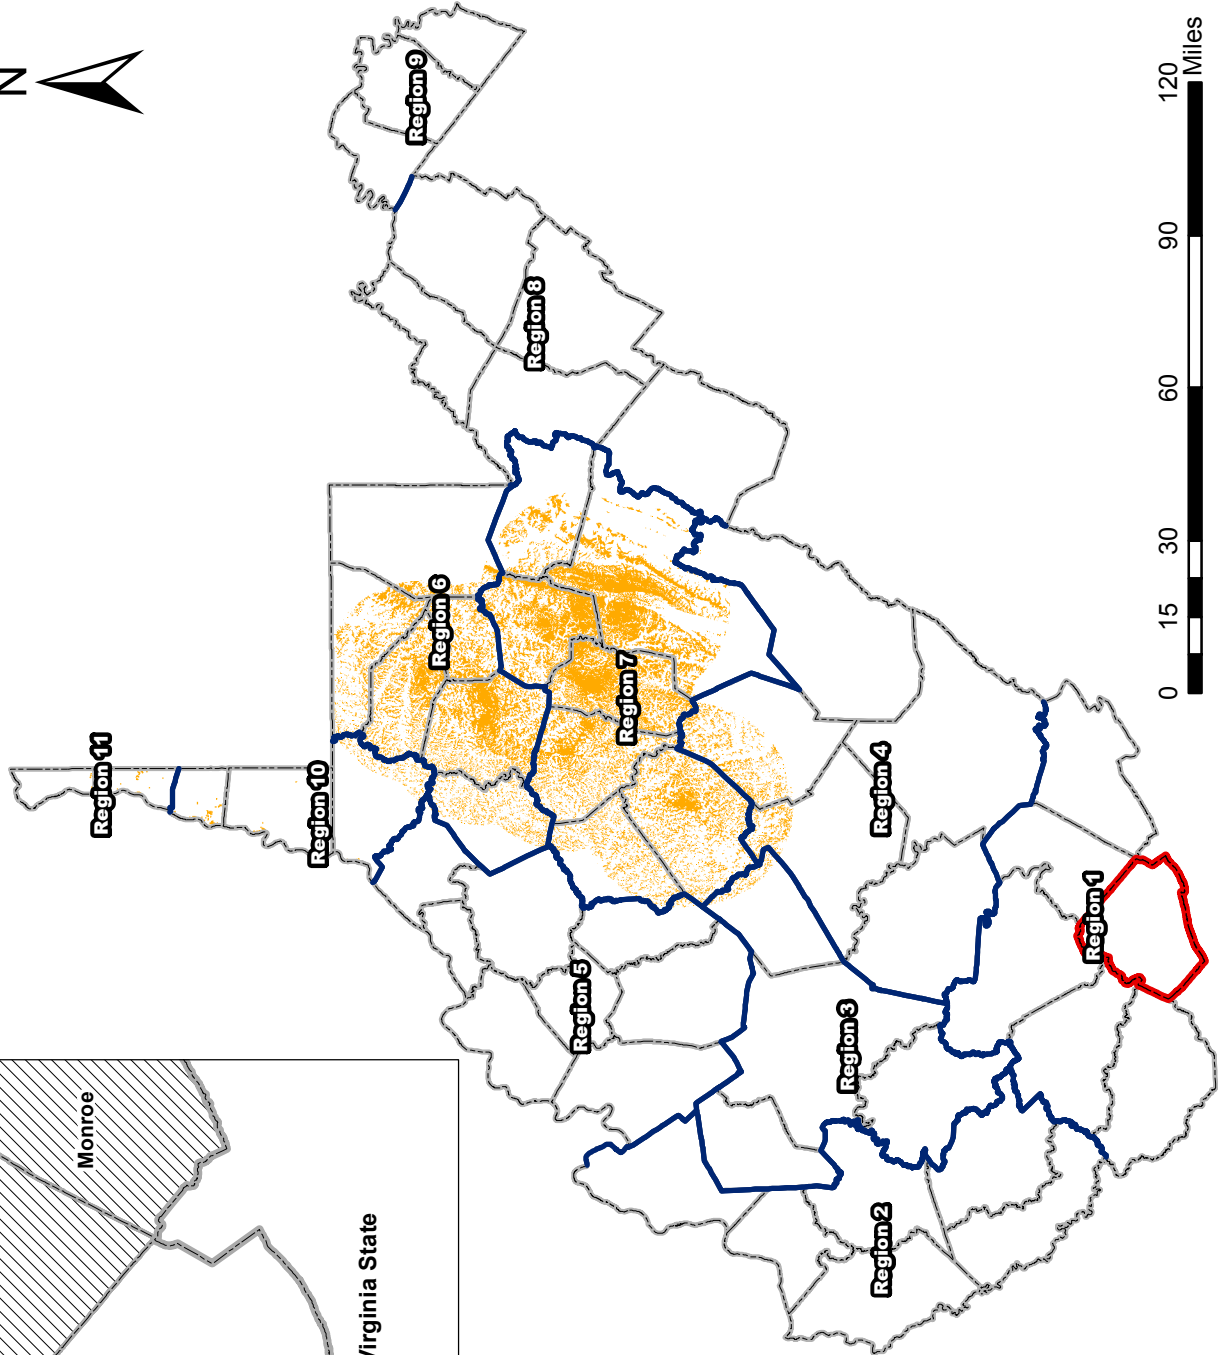 N
Region 9
Region 8
Region 6
Region 11
Region 10
Region 7
Region 4
Region 5
Region 3
Region 1
Region 2
Monroe
Virginia State
0 15 30 60 90 120
Miles